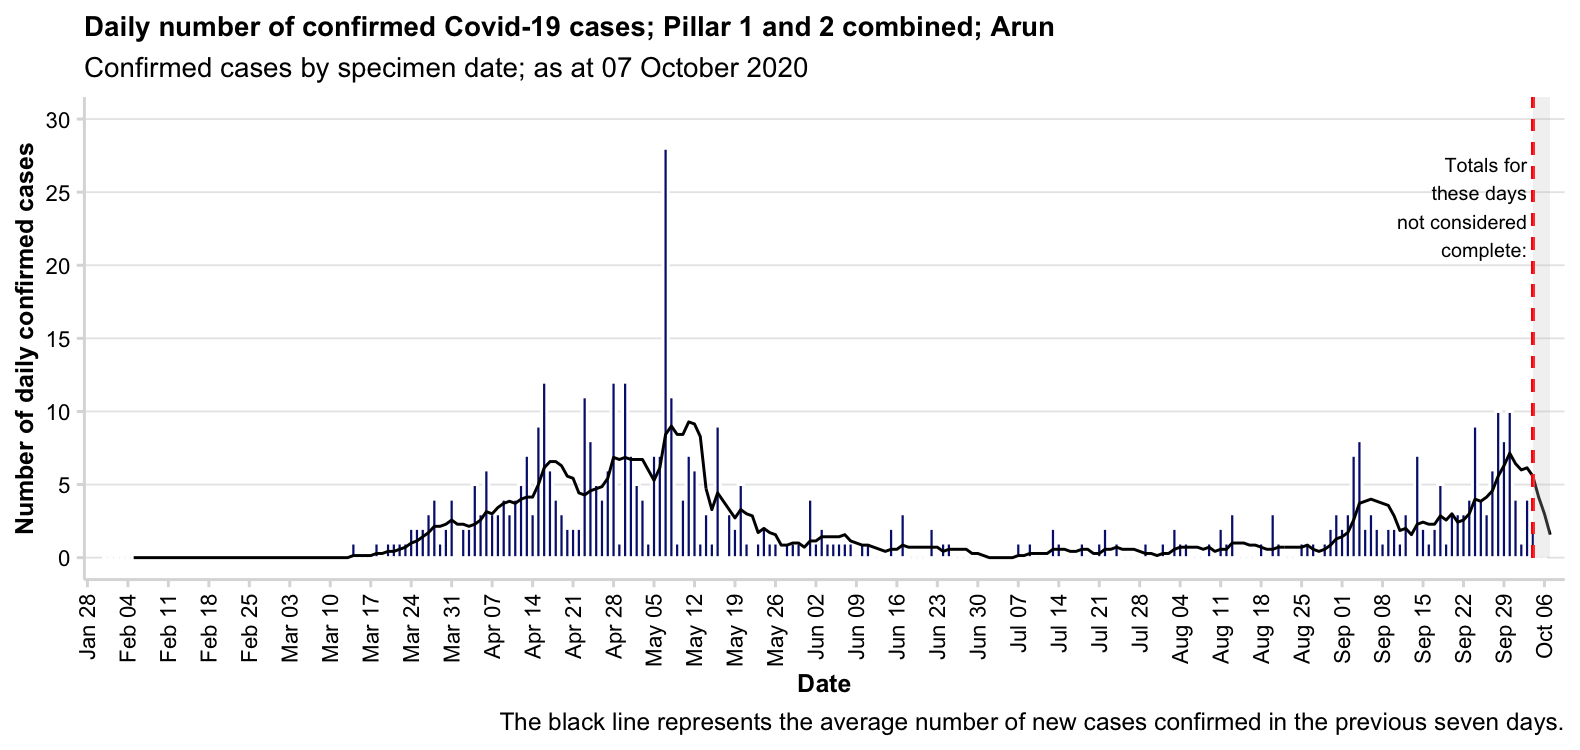 Daily number of confirmed Covid-19 cases; Pillar 1 and 2 combined; Arun
Confirmed cases by specimen date; as at 07 October 2020
Number of daily confirmed cases
30
25
20
15
10
5
0
Totals for
these days
not considered
complete:
Jan 28
Feb 04
Feb 11
Feb 18
Feb 25
Mar 03
Mar 10
Mar 17
Mar 24
Mar 31
Apr 07
Apr 14
Apr 21
Apr 28
May 05
May 12
May 19
May 26
Jun 02
Jun 09
Jun 16
Jun 23
Jun 30
Jul 07
Jul 14
Jul 21
Jul 28
Aug 04
Aug 11
Aug 18
Aug 25
Sep 01
Sep 08
Sep 15
Sep 22
Sep 29
Oct 06
Date
The black line represents the average number of new cases confirmed in the previous seven days.